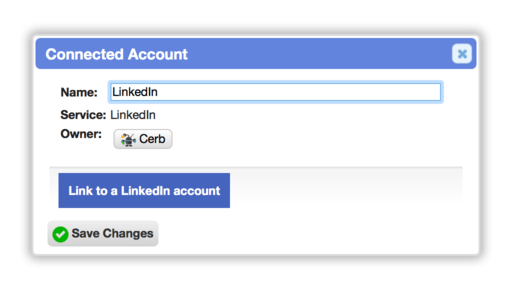 Connected Account
Name: LinkedIn
Service: LinkedIn
Owner: Cerb
Link to a LinkedIn account
Save Changes